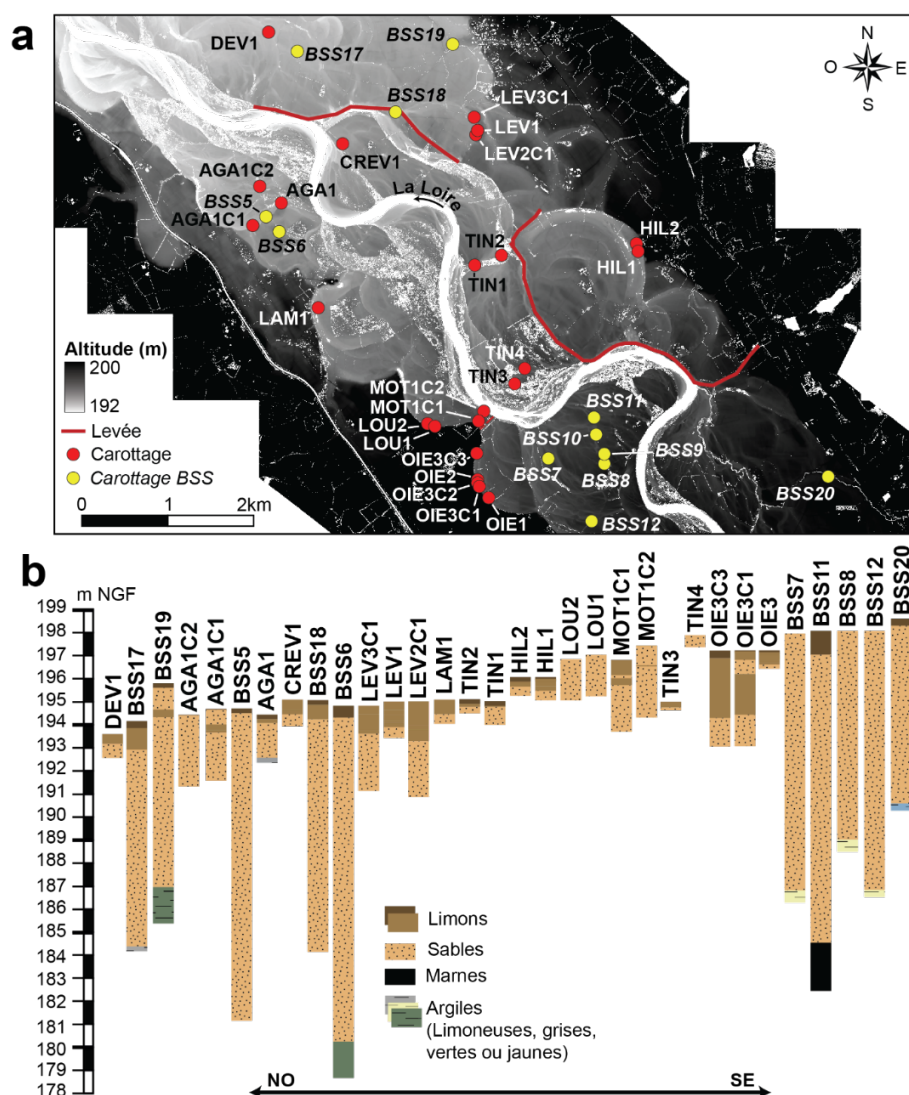 a
DEV1
BSS17
BSS19
N
O
E
S
BSS18
LEV3C1
LEV1
LEV2C1
CREV1
AGA1C2
AGA1
BSS5
AGA1C1
BSS6
La Loire
TIN2
TIN1
HIL2
HIL1
LAM1
Altitude (m)
200
192
Levée
Carottage
Carottage BSS
0 1 2km
TIN4
TIN3
MOT1C2
MOT1C1
LOU2
LOU1
OIE3C3
OIE2
OIE3C2
OIE3C1
OIE1
BSS11
BSS10
BSS9
BSS7
BSS8
BSS12
BSS20
b
m NGF
199
198
197
196
195
194
193
192
191
190
189
188
187
186
185
184
183
182
181
180
179
178
DEV1
BSS17
BSS19
AGA1C2
AGA1C1
BSS5
AGA1
CREV1
BSS18
BSS6
LEV3C1
LEV1
LEV2C1
LAM1
TIN2
TIN1
HIL2
HIL1
LOU2
LOU1
MOT1C1
MOT1C2
TIN3
TIN4
OIE3C3
OIE3C1
OIE3
BSS7
BSS11
BSS8
BSS12
BSS20
Limons
Sables
Marnes
Argiles
(Limoneuses, grises,
vertes ou jaunes)
NO
SE